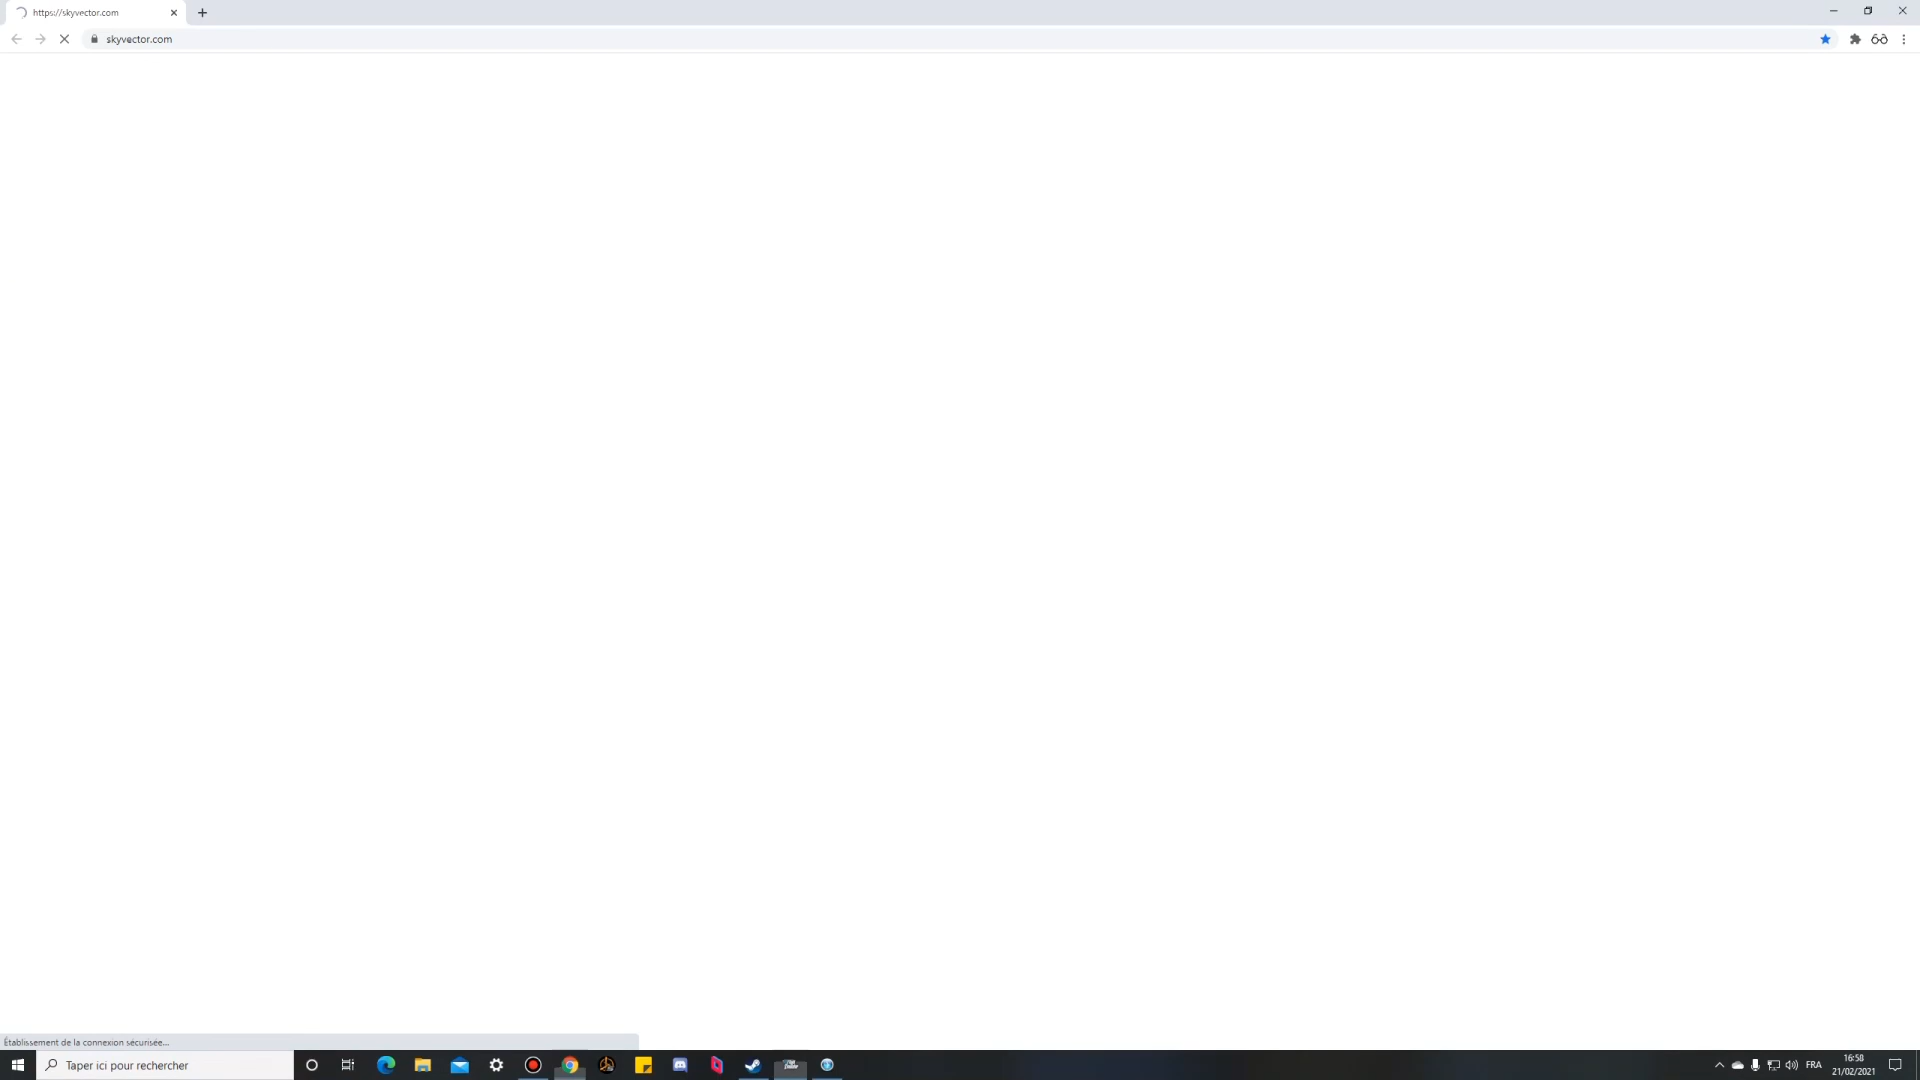 https://skyvector.com
skyvector.com
Établissement de la connexion sécurisée...
Taper ici pour rechercher
FRA
16:58
21/02/2021